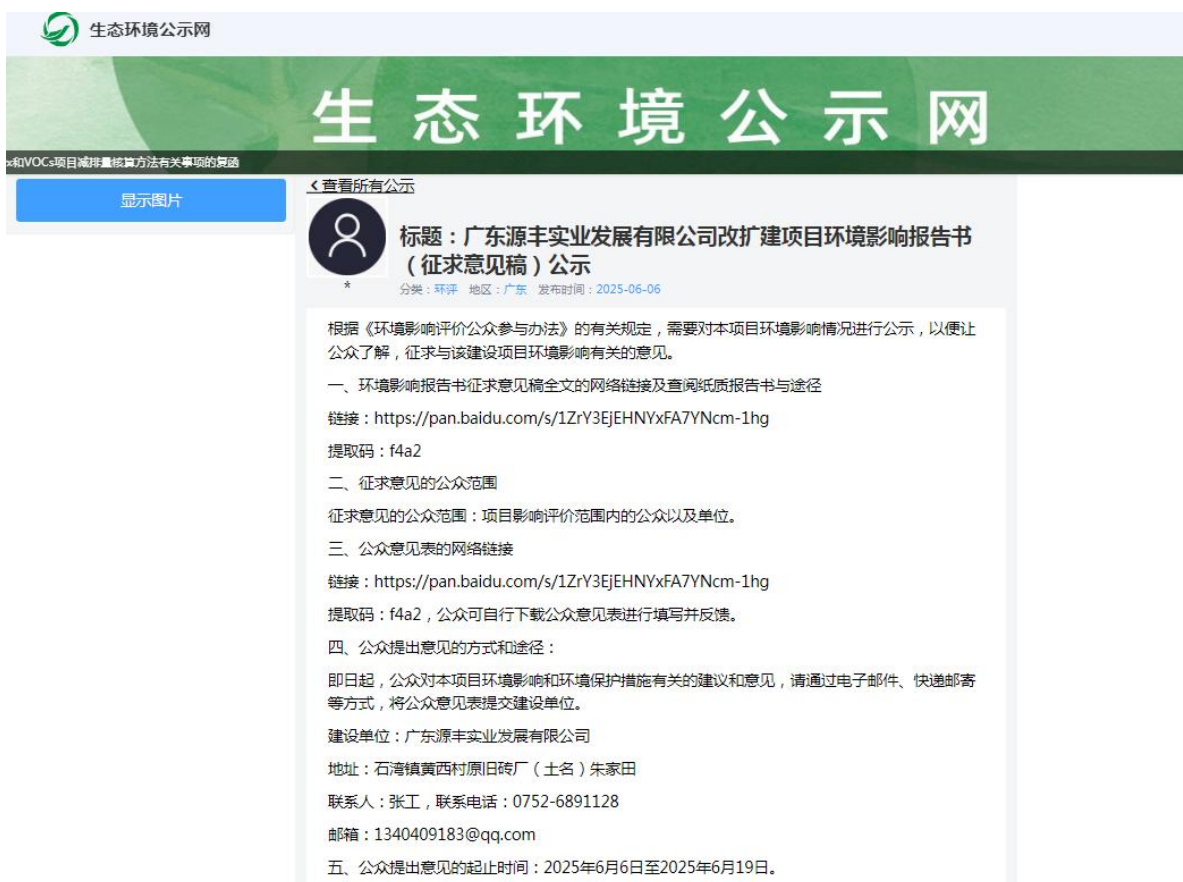 生态环境公示网
生态环境公示网
和VOCs项目减排量核算方法有关事项的复函
显示图片
查看所有公示
标题：广东源丰实业发展有限公司改扩建项目环境影响报告书
（征求意见稿）公示
*
分类：环评 地区：广东 发布时间：2025-06-06
根据《环境影响评价公众参与办法》的有关规定，需要对本项目环境影响情况进行公示，以便让
公众了解，征求与该建设项目环境影响有关的意见。
一、环境影响报告书征求意见稿全文的网络链接及查阅纸质报告书与途径
链接：https://pan.baidu.com/s/1ZrY3EjEHNYxFA7YNcm-1hg
提取码：f4a2
二、征求意见的公众范围
征求意见的公众范围：项目影响评价范围内的公众以及单位。
三、公众意见表的网络链接
链接：https://pan.baidu.com/s/1ZrY3EjEHNYxFA7YNcm-1hg
提取码：f4a2，公众可自行下载公众意见表进行填写并反馈。
四、公众提出意见的方式和途径：
即日起，公众对本项目环境影响和环境保护措施有关的建议和意见，请通过电子邮件、快递邮寄
等方式，将公众意见表提交建设单位。
建设单位：广东源丰实业发展有限公司
地址：石湾镇黄西村原旧砖厂（土名）朱家田
联系人：张工，联系电话：0752-6891128
邮箱：1340409183@qq.com
五、公众提出意见的起止时间：2025年6月6日至2025年6月19日。